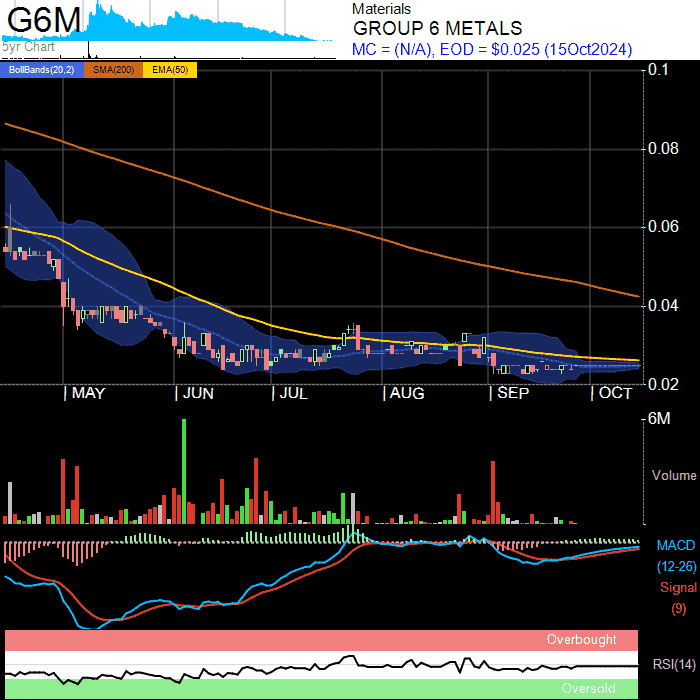 G6M
5yr Chart
Materials
GROUP 6 METALS
MC = (N/A), EOD = $0.025 (15Oct2024)
BollBands(20,2) SMA(200) EMA(50)
0.1
0.08
0.06
0.04
0.02
MAY JUN JUL AUG SEP OCT
6M
Volume
MACD
(12-26)
Signal
(9)
Overbought
RSI(14)
Oversold